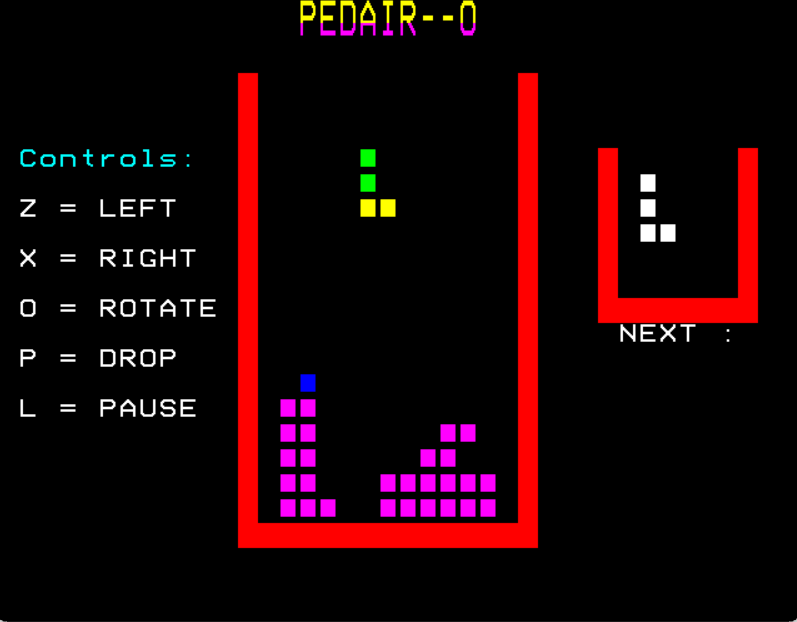 PEDAIR--O
Controls:
Z = LEFT
X = RIGHT
O = ROTATE
P = DROP
L = PAUSE
NEXT :